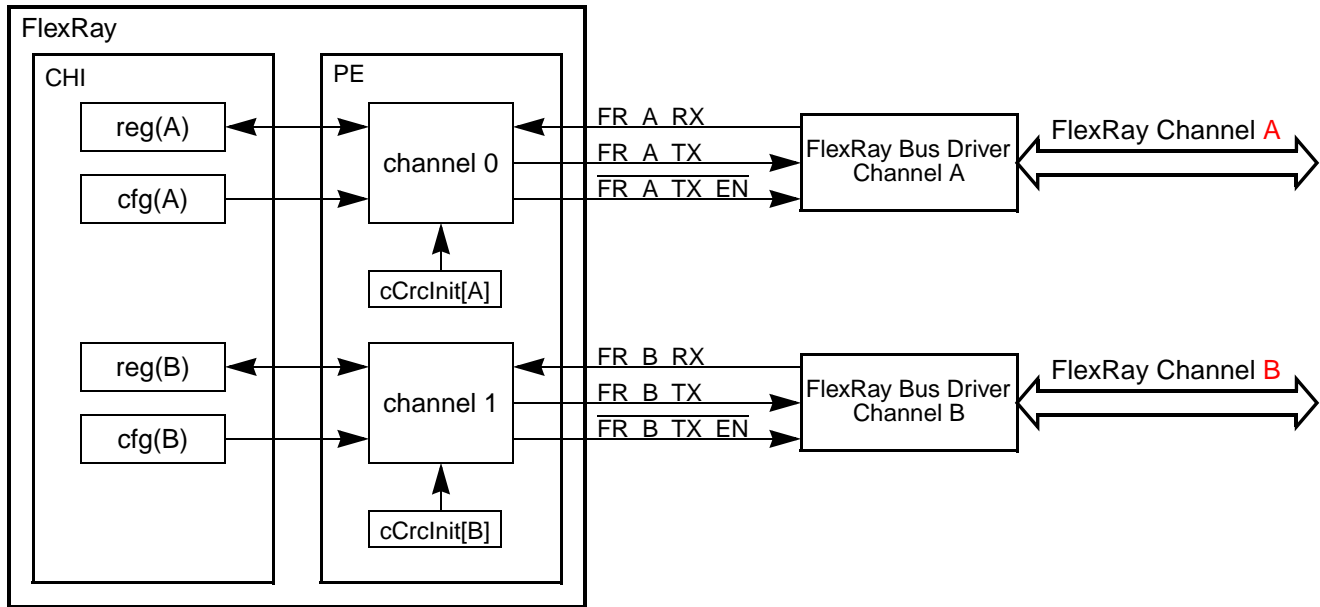 FlexRay
CHI
PE
reg(A)
cfg(A)
channel 0
cCrcInit[A]
FR_A_RX
FR_A_TX
FR_A_TX_EN
FlexRay Bus Driver
Channel A
FlexRay Channel A
reg(B)
cfg(B)
channel 1
cCrcInit[B]
FR_B_RX
FR_B_TX
FR_B_TX_EN
FlexRay Bus Driver
Channel B
FlexRay Channel B